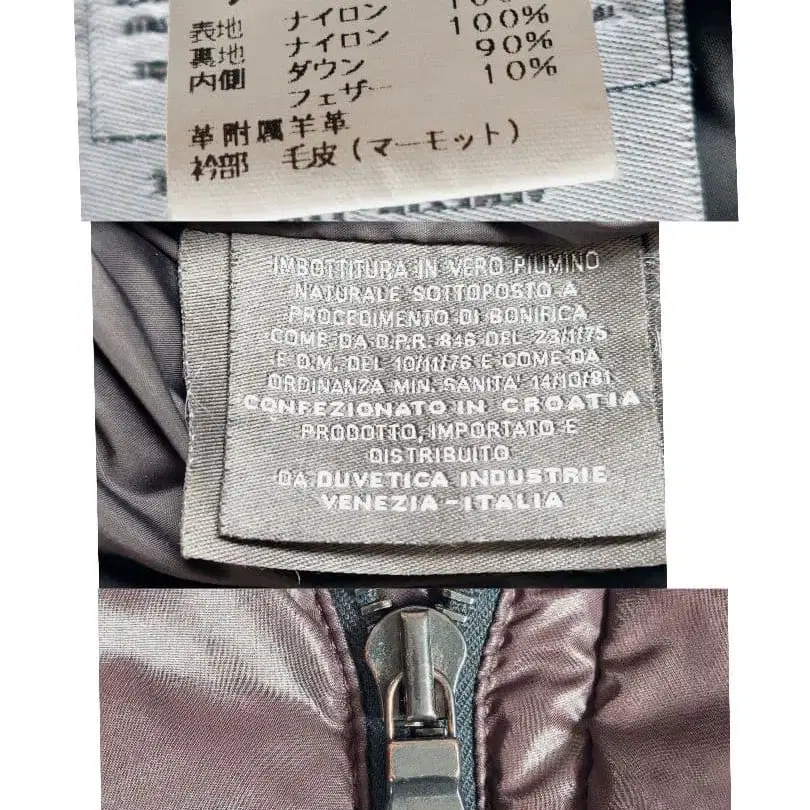 表地 ナイロン 100%
裏地 ナイロン 100%
内側 ダウン 90%
フェザー 10%
革附属羊革
衿部 毛皮(マーモット)
IMBOTTITURA IN VERO PIUMINO
NATURALE SOTTOPOSTO A
PROCEDIMENTO DI BONIFICA
COME DA D.P.R. 846 DEL 23/1/75
E D.M. DEL 10/11/76 E COME DA
ORDINANZA MIN. SANITA' 14/10/81
CONFEZIONATO IN CROATIA
PRODOTTO, IMPORTATO E
DISTRIBUITO
DA DUVETICA INDUSTRIE
VENEZIA-ITALIA